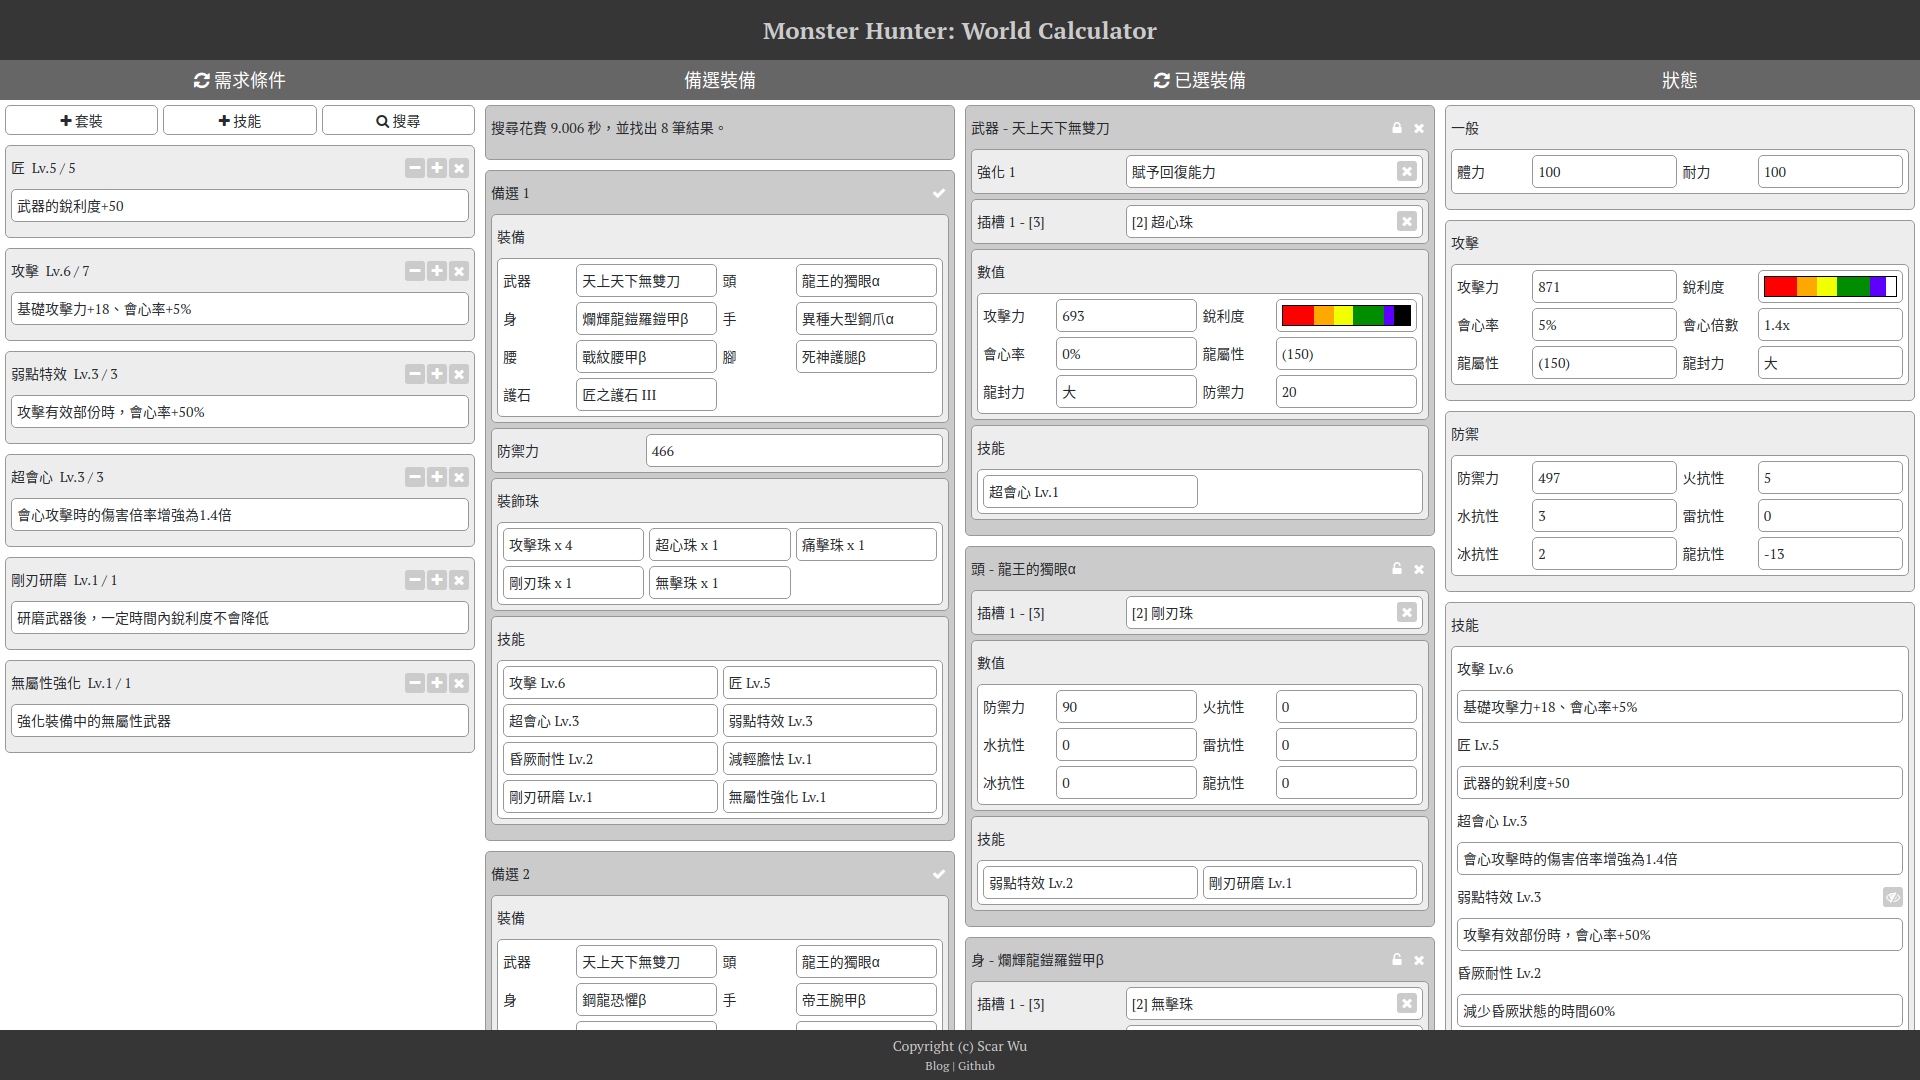 Monster Hunter: World Calculator
需求條件
備選裝備
已選裝備
狀態
套裝 技能 搜尋
匠 Lv.5 / 5
武器的銳利度+50
攻擊 Lv.6 / 7
基礎攻擊力+18、會心率+5%
弱點特效 Lv.3 / 3
攻擊有效部份時，會心率+50%
超會心 Lv.3 / 3
會心攻擊時的傷害倍率增強為1.4倍
剛刃研磨 Lv.1 / 1
研磨武器後，一定時間內銳利度不會降低
無屬性強化 Lv.1 / 1
強化裝備中的無屬性武器
搜尋花費 9.006 秒，並找出 8 筆結果。
備選 1
裝備
武器 天上天下無雙刀 頭 龍王的獨眼α
身 爛輝龍鎧羅鎧甲β 手 異種大型鋼爪α
腰 戰紋腰甲β 腳 死神護腿β
護石 匠之護石 III
防禦力 466
裝飾珠
攻擊珠 x 4 超心珠 x 1 痛擊珠 x 1
剛刃珠 x 1 無擊珠 x 1
技能
攻擊 Lv.6 匠 Lv.5
超會心 Lv.3 弱點特效 Lv.3
昏厥耐性 Lv.2 減輕膽怯 Lv.1
剛刃研磨 Lv.1 無屬性強化 Lv.1
備選 2
裝備
武器 天上天下無雙刀 頭 龍王的獨眼α
身 鋼龍恐懼β 手 帝王腕甲β
武器 - 天上天下無雙刀
強化 1 賦予回復能力
插槽 1 - [3] [2] 超心珠
數值
攻擊力 693 銳利度
會心率 0% 龍屬性 (150)
龍封力 大 防禦力 20
技能
超會心 Lv.1
頭 - 龍王的獨眼α
插槽 1 - [3] [2] 剛刃珠
數值
防禦力 90 火抗性 0
水抗性 0 雷抗性 0
冰抗性 0 龍抗性 0
技能
弱點特效 Lv.2 剛刃研磨 Lv.1
身 - 爛輝龍鎧羅鎧甲β
插槽 1 - [3] [2] 無擊珠
一般
體力 100 耐力 100
攻擊
攻擊力 871 銳利度
會心率 5% 會心倍數 1.4x
龍屬性 (150) 龍封力 大
防禦
防禦力 497 火抗性 5
水抗性 3 雷抗性 0
冰抗性 2 龍抗性 -13
技能
攻擊 Lv.6
基礎攻擊力+18、會心率+5%
匠 Lv.5
武器的銳利度+50
超會心 Lv.3
會心攻擊時的傷害倍率增強為1.4倍
弱點特效 Lv.3
攻擊有效部份時，會心率+50%
昏厥耐性 Lv.2
減少昏厥狀態的時間60%
Copyright (c) Scar Wu
Blog | Github